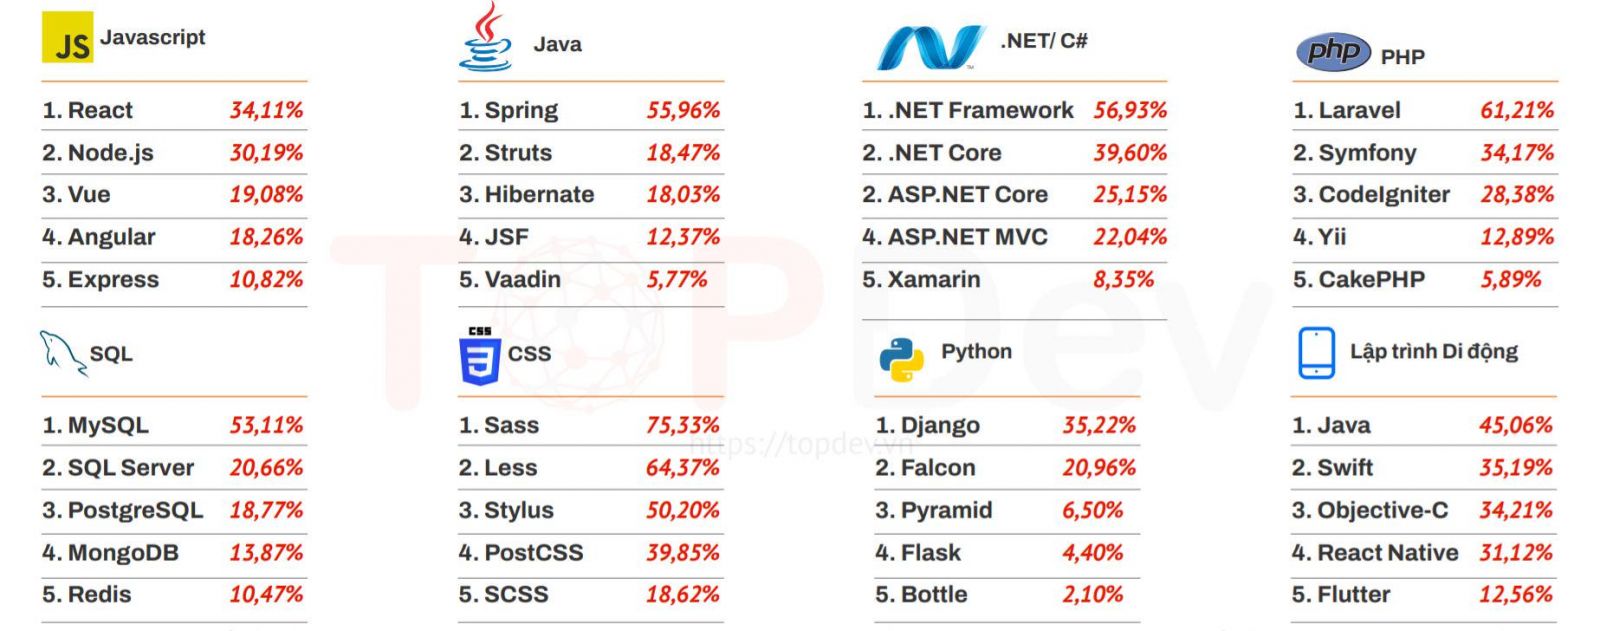 JS Javascript
1. React 34,11%
2. Node.js 30,19%
3. Vue 19,08%
4. Angular 18,26%
5. Express 10,82%
Java
1. Spring 55,96%
2. Struts 18,47%
3. Hibernate 18,03%
4. JSF 12,37%
5. Vaadin 5,77%
.NET/ C#
TM
1. .NET Framework 56,93%
2. .NET Core 39,60%
2. ASP.NET Core 25,15%
4. ASP.NET MVC 22,04%
5. Xamarin 8,35%
php PHP
1. Laravel 61,21%
2. Symfony 34,17%
3. CodeIgniter 28,38%
4. Yii 12,89%
5. CakePHP 5,89%
SQL
1. MySQL 53,11%
2. SQL Server 20,66%
3. PostgreSQL 18,77%
4. MongoDB 13,87%
5. Redis 10,47%
CSS
3 CSS
1. Sass 75,33%
2. Less 64,37%
3. Stylus 50,20%
4. PostCSS 39,85%
5. SCSS 18,62%
Python
1. Django 35,22%
2. Falcon 20,96%
3. Pyramid 6,50%
4. Flask 4,40%
5. Bottle 2,10%
Lập trình Di động
1. Java 45,06%
2. Swift 35,19%
3. Objective-C 34,21%
4. React Native 31,12%
5. Flutter 12,56%
TOPDev
https://topdev.vn